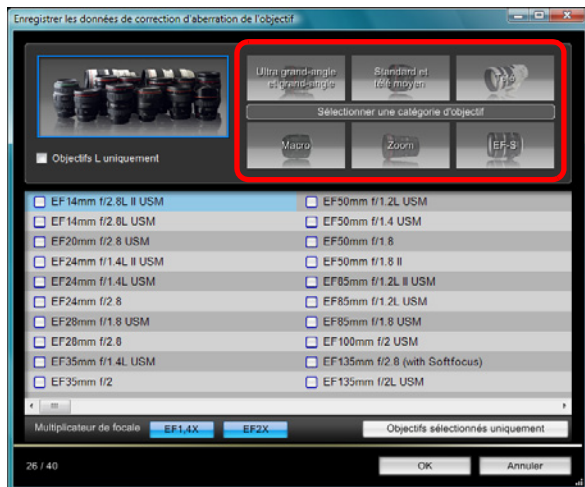 Enregistrer les données de correction d'aberration de l'objectif
Ultra grand-angle et grand-angle
Standard et télé moyen
Télé
Sélectionner une catégorie d'objectif
Macro
Zoom
EF-S
Objectifs L uniquement
EF14mm f/2.8L II USM
EF14mm f/2.8L USM
EF20mm f/2.8 USM
EF24mm f/1.4L II USM
EF24mm f/1.4L USM
EF24mm f/2.8
EF28mm f/1.8 USM
EF28mm f/2.8
EF35mm f/1.4L USM
EF35mm f/2
EF50mm f/1.2L USM
EF50mm f/1.4 USM
EF50mm f/1.8
EF50mm f/1.8 II
EF85mm f/1.2L II USM
EF85mm f/1.2L USM
EF85mm f/1.8 USM
EF100mm f/2 USM
EF135mm f/2.8 (with Softfocus)
EF135mm f/2L USM
Multiplicateur de focale
EF1,4X
EF2X
Objectifs sélectionnés uniquement
26 / 40
OK
Annuler